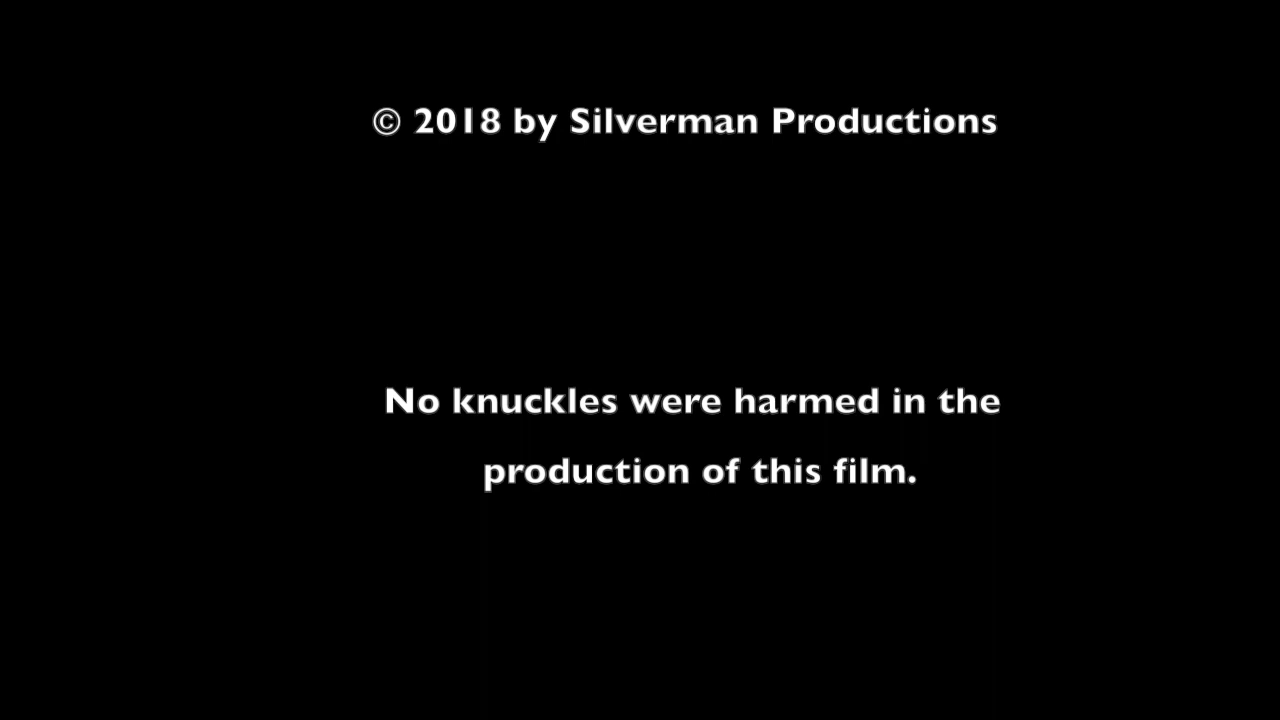 © 2018 by Silverman Productions
No knuckles were harmed in the
production of this film.